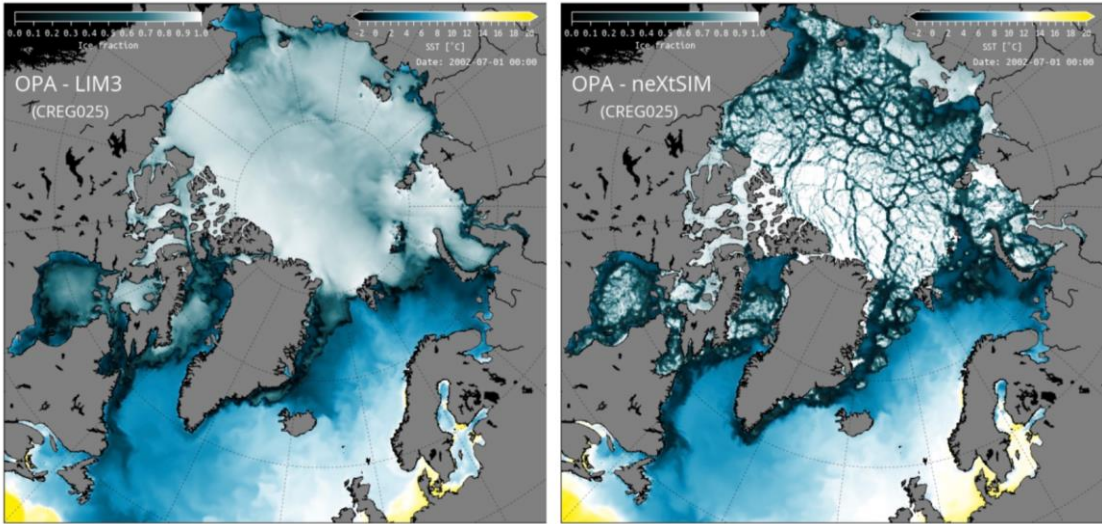 0.0 0.1 0.2 0.3 0.4 0.5 0.6 0.7 0.8 0.9 1.0
Ice fraction
-2 0 2 4 6 8 10 12 14 16 18 20
SST [°C]
Date: 2002-07-01 00:00
OPA - LIM3
(CREG025)
0.0 0.1 0.2 0.3 0.4 0.5 0.6 0.7 0.8 0.9 1.0
Ice fraction
-2 0 2 4 6 8 10 12 14 16 18 20
SST [°C]
Date: 2002-07-01 00:00
OPA - neXtSIM
(CREG025)